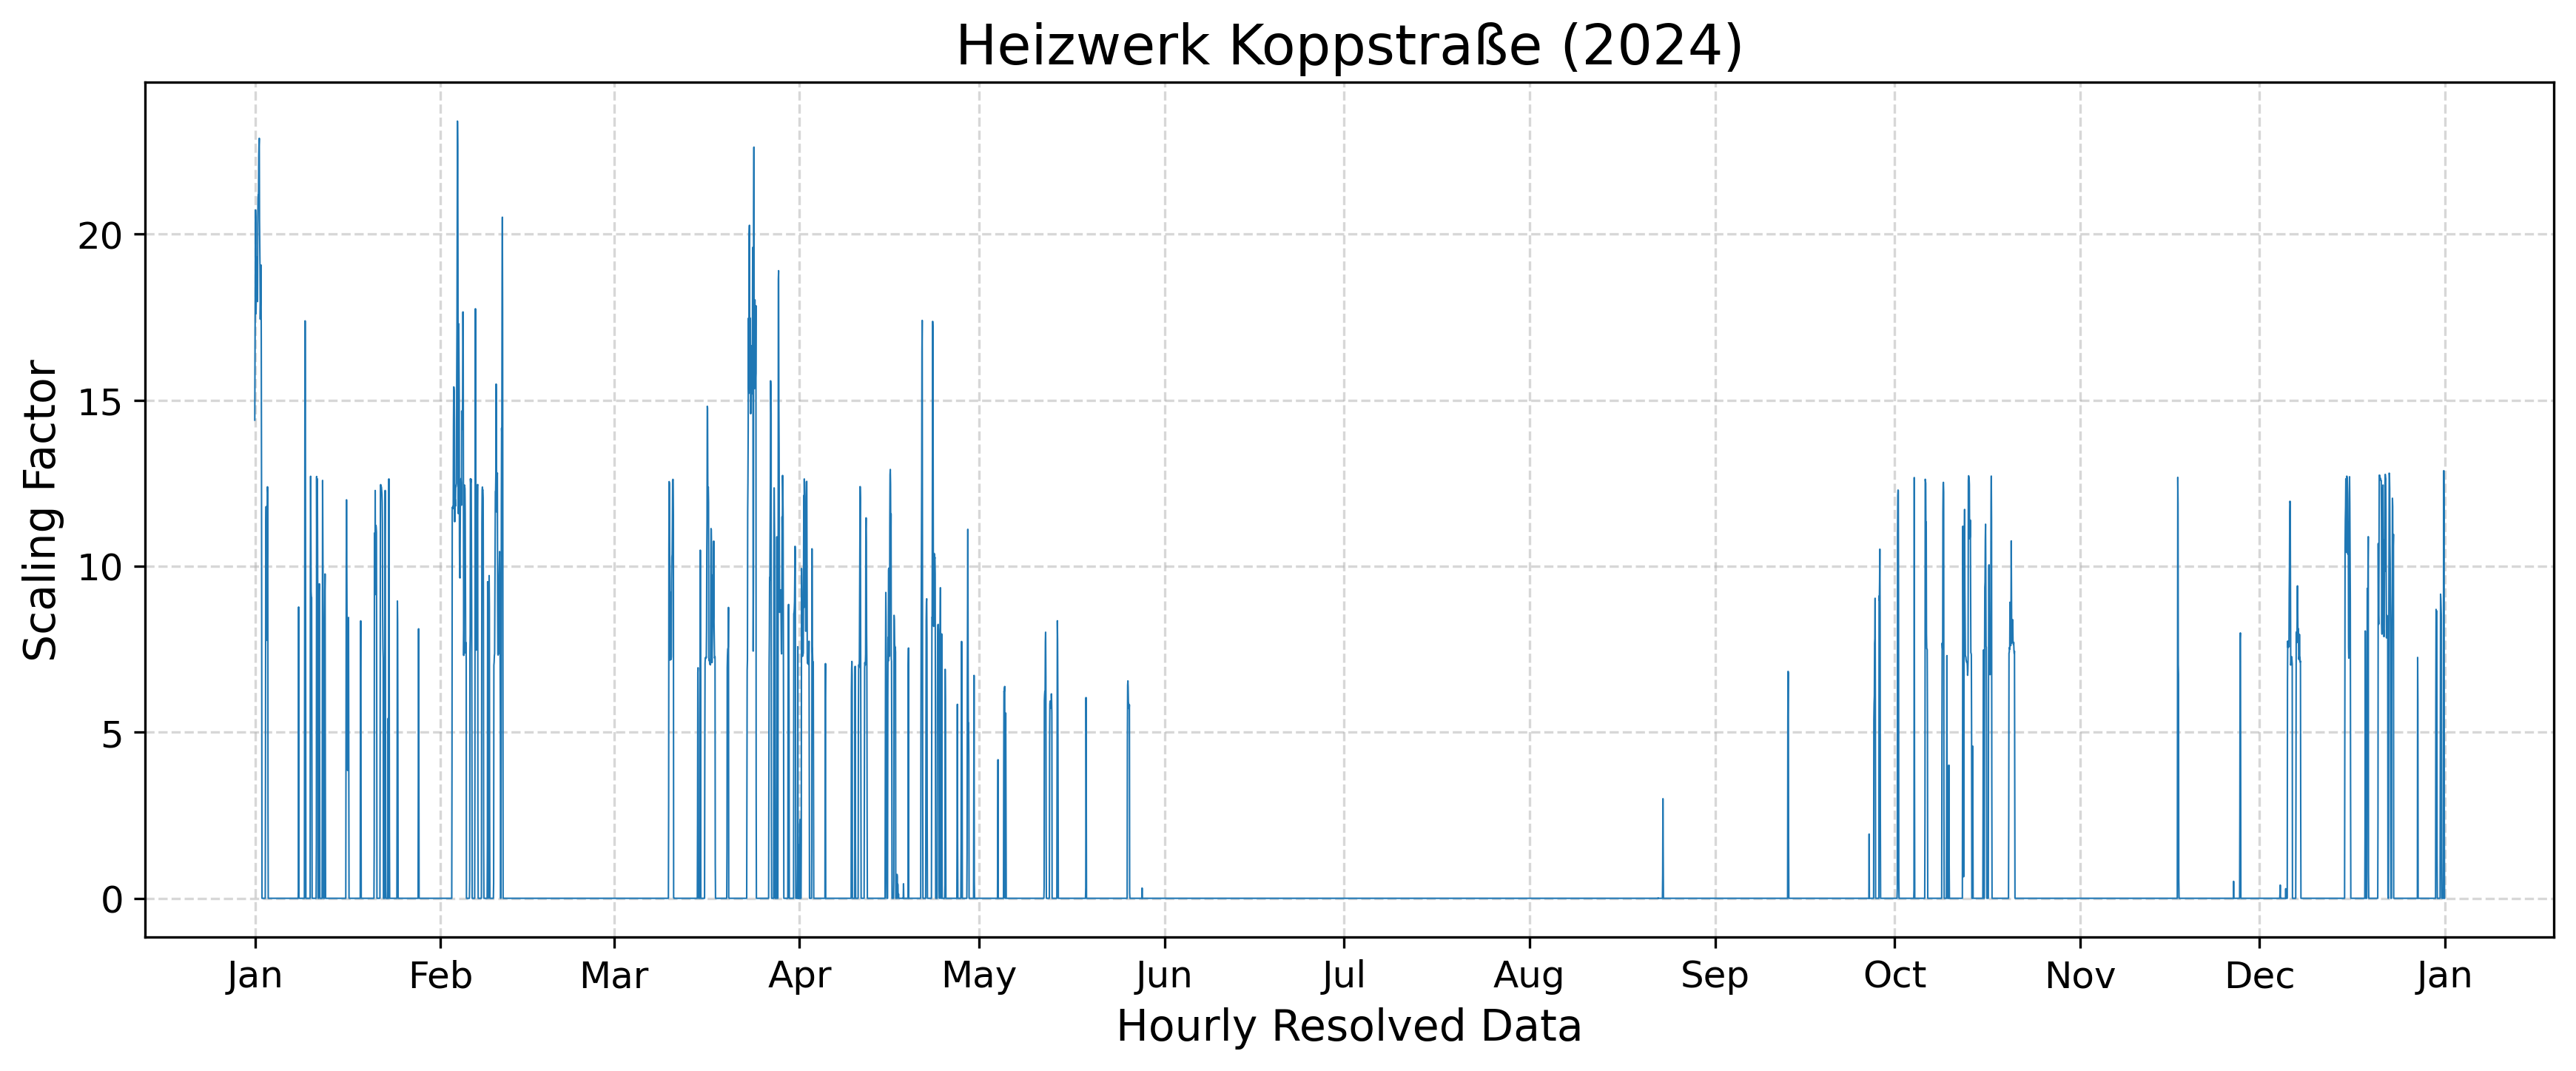 Heizwerk Koppstraße (2024)
Scaling Factor
20
15
10
5
0
Jan Feb Mar Apr May Jun Jul Aug Sep Oct Nov Dec Jan
Hourly Resolved Data